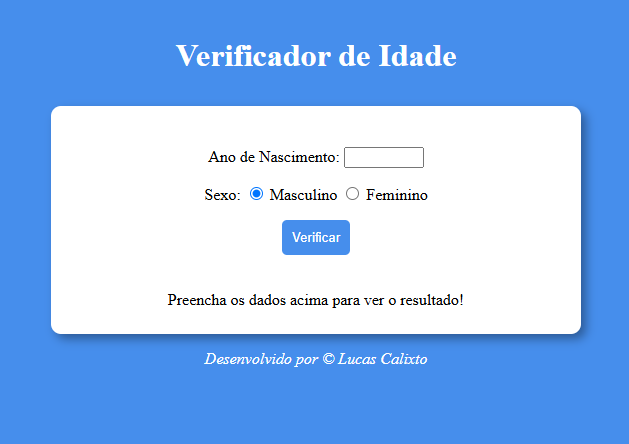 Verificador de Idade
Ano de Nascimento:
Sexo: Masculino Feminino
Verificar
Preencha os dados acima para ver o resultado!
Desenvolvido por © Lucas Calixto